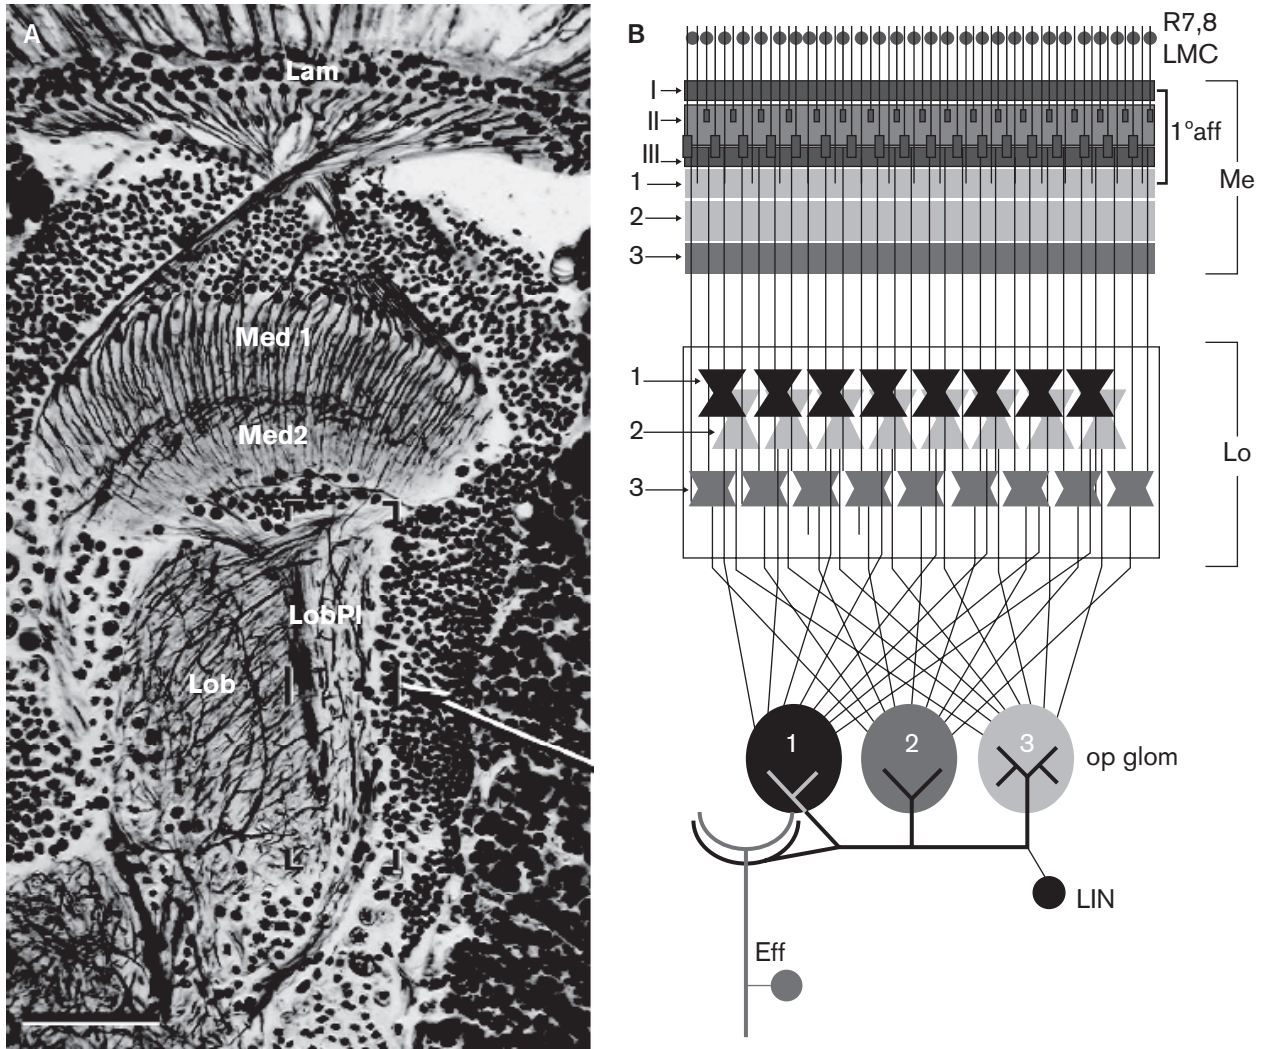 A
Lam
Med 1
Med2
LobPl
Lob
B
R7,8
LMC
I
II
III
1
2
3
1°aff
Me
1
2
3
Lo
1
2
3
op glom
LIN
Eff